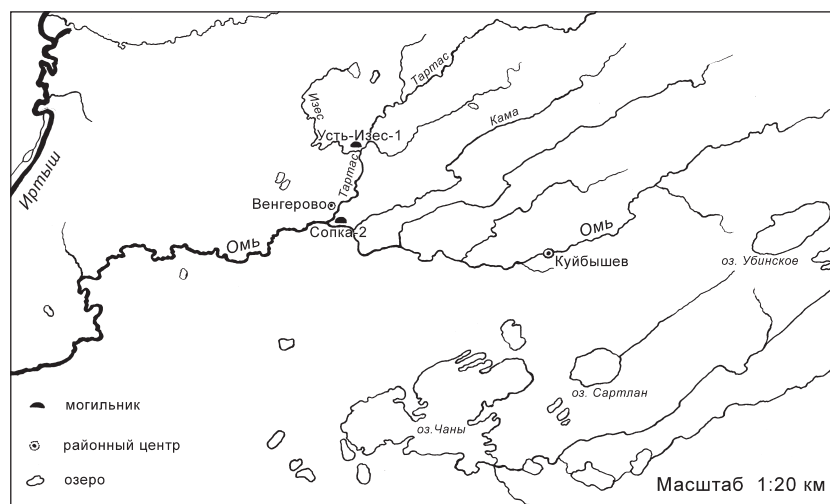 Тартас
Изес
Кама
Усть-Изес-1
Иртыш
Тартас
Венгерово
Сопка-2
Омь
Омь
Куйбышев
оз. Убинское
оз. Сартлан
оз.Чаны
могильник
районный центр
озеро
Масштаб 1:20 км